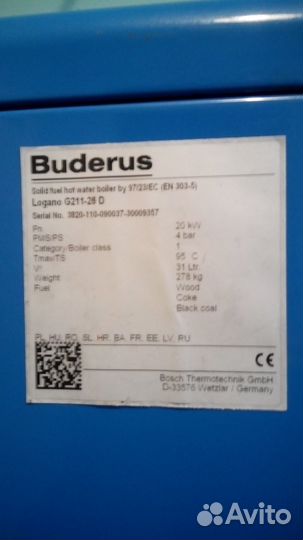 Buderus
Solid fuel hot water boiler by 97/23/EC (EN 303-5)
Logano G211-26 D
Serial No. 3820-110-090037-30009357
Pn 20 kW
PMS/PS 4 bar
Category/Boiler class 1
Tmax/TS 95 C
V 31 Ltr.
Weight 278 kg
Fuel Wood
Coke
Black coal
PL, HU, RO, SL, HR, BA, FR, EE, LV, RU
CE
Bosch Thermotechnik GmbH
D-33576 Wetzlar / Germany
Avito